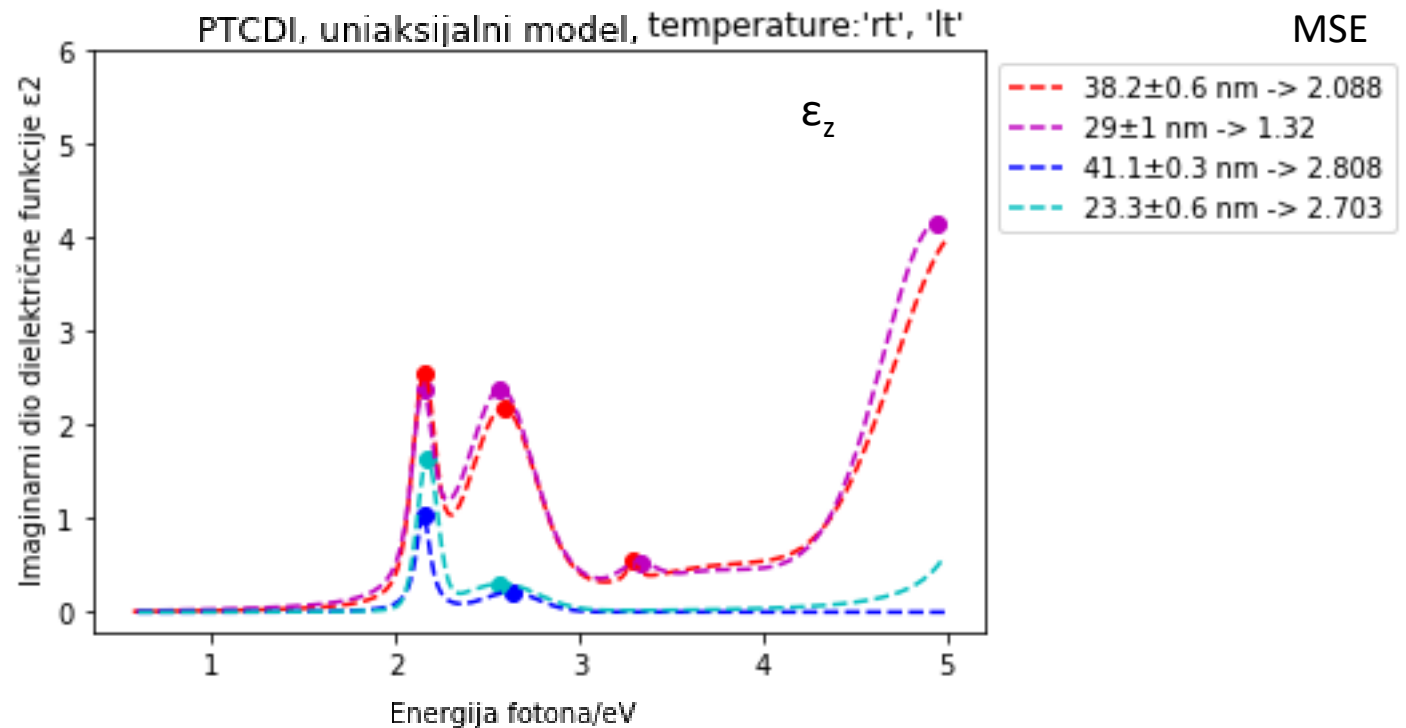 PTCDI, uniaksijalni model, temperature:'rt', 'lt'
MSE
38.2±0.6 nm -> 2.088
29±1 nm -> 1.32
41.1±0.3 nm -> 2.808
23.3±0.6 nm -> 2.703
εz
Imaginarni dio dielektrične funkcije ε2
6
5
4
3
2
1
0
1 2 3 4 5
Energija fotona/eV